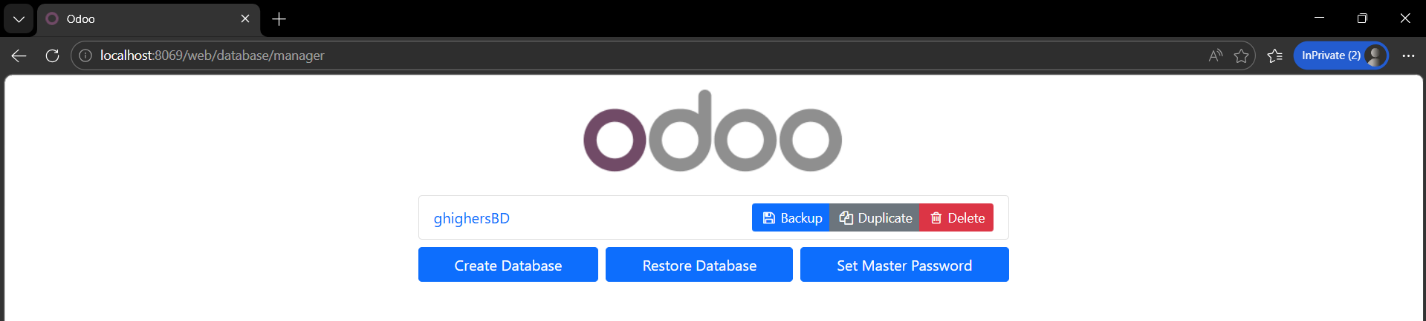 Odoo
localhost:8069/web/database/manager
InPrivate (2)
odoo
ghighersBD
Backup
Duplicate
Delete
Create Database
Restore Database
Set Master Password